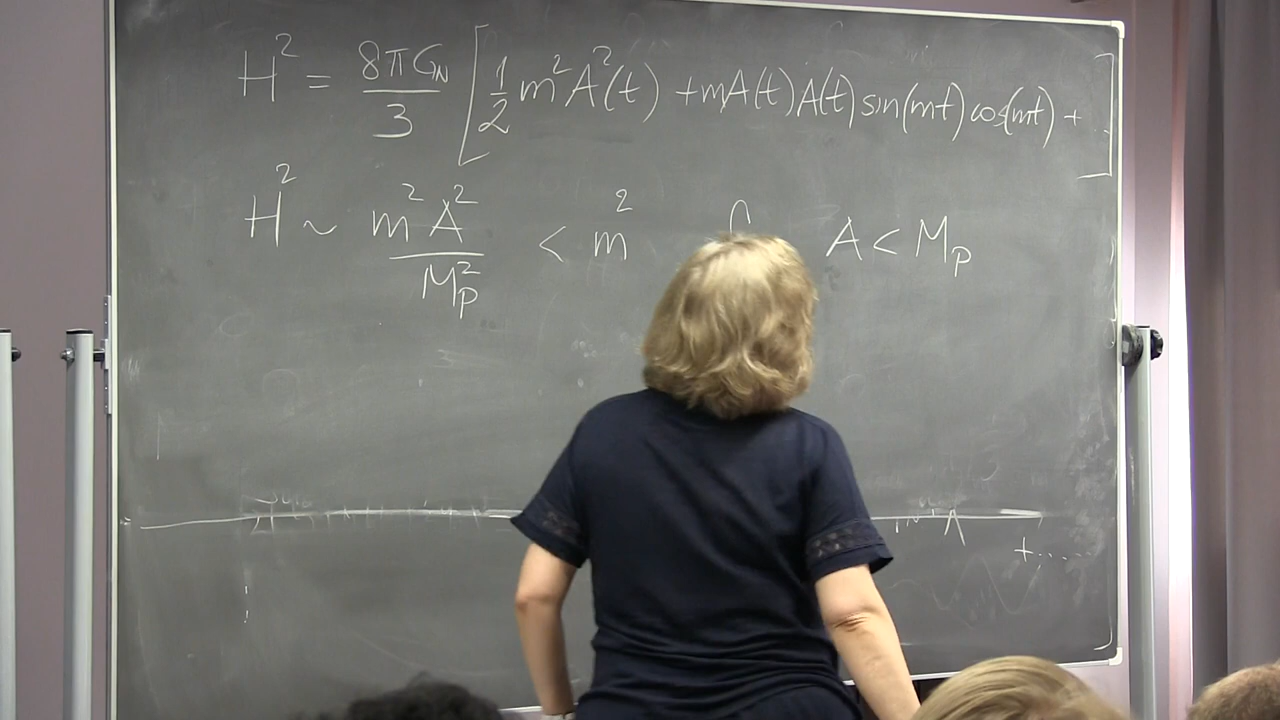 H² = 8πG_N/3 [ 1/2 m²A²(t) + mA(t)Ȧ(t) sin(mt) cos(mt) + ... ]
H² ~ m²A²/M_P² < m² A < M_P
+.....